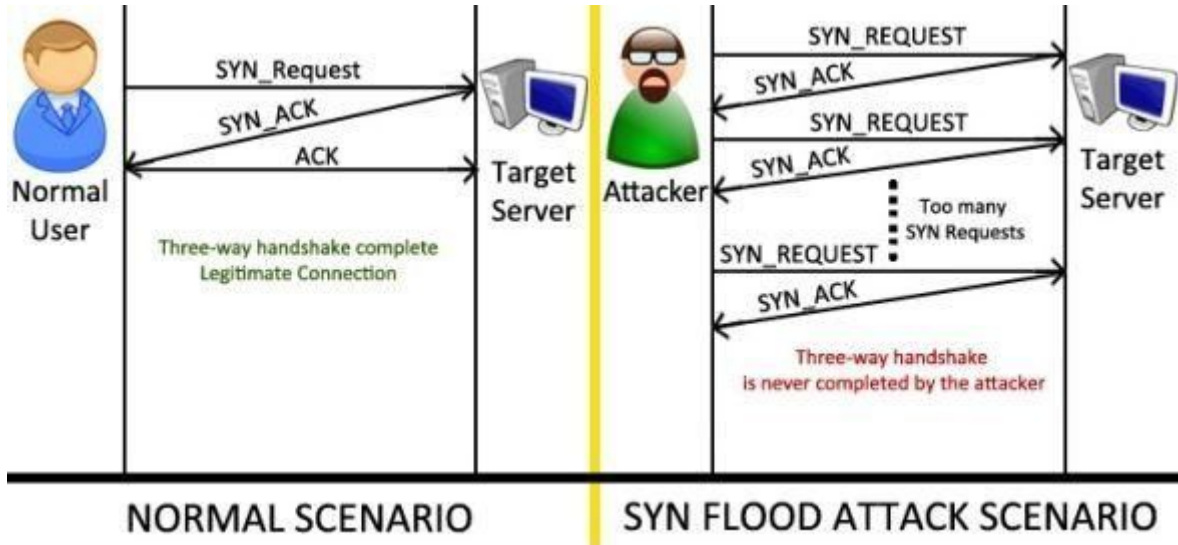 SYN_Request
SYN_ACK
ACK
Normal
User
Target
Server
Three-way handshake complete
Legitimate Connection
NORMAL SCENARIO
SYN_REQUEST
SYN_ACK
SYN_REQUEST
SYN_ACK
Attacker
Target
Server
Too many
SYN Requests
SYN_REQUEST
SYN_ACK
Three-way handshake
is never completed by the attacker
SYN FLOOD ATTACK SCENARIO